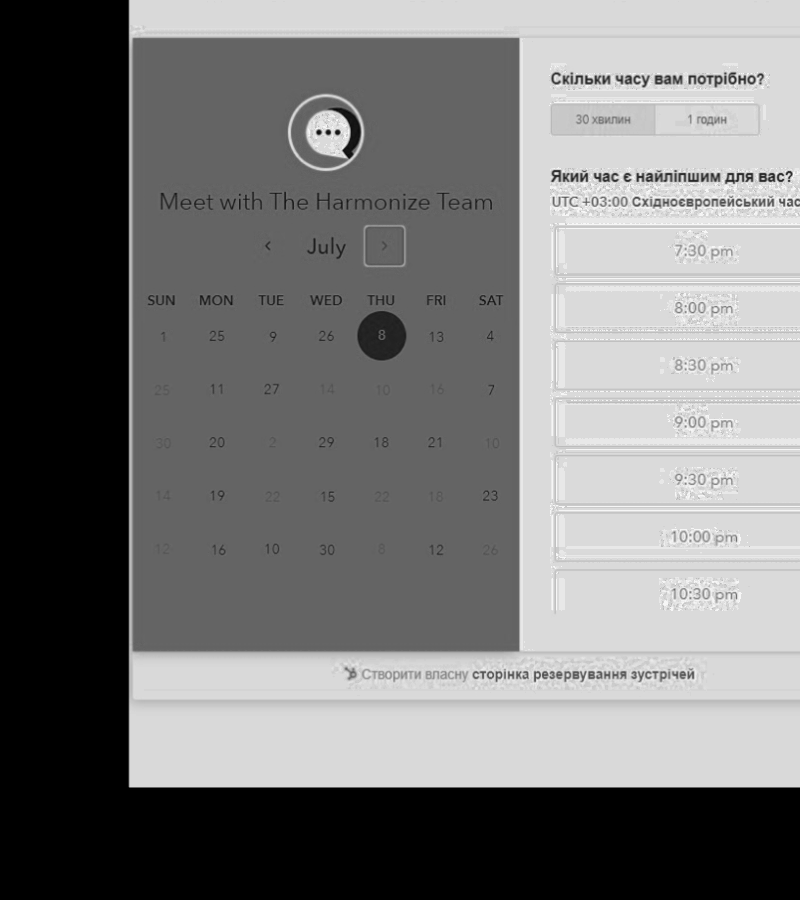 Meet with The Harmonize Team
July
SUN MON TUE WED THU FRI SAT
1 25 9 26 8 13 4
25 11 27 14 10 16 7
30 20 2 29 18 21 10
14 19 22 15 22 18 23
12 16 10 30 8 12 26
Скільки часу вам потрібно?
30 хвилин 1 годин
Який час є найліпшим для вас?
UTC +03:00 Східноєвропейський час
7:30 pm
8:00 pm
8:30 pm
9:00 pm
9:30 pm
10:00 pm
10:30 pm
Створити власну сторінка резервування зустрічей